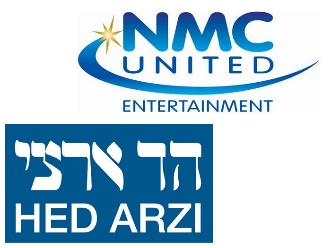 NMC
UNITED
ENTERTAINMENT
הד ארצי
HED ARZI